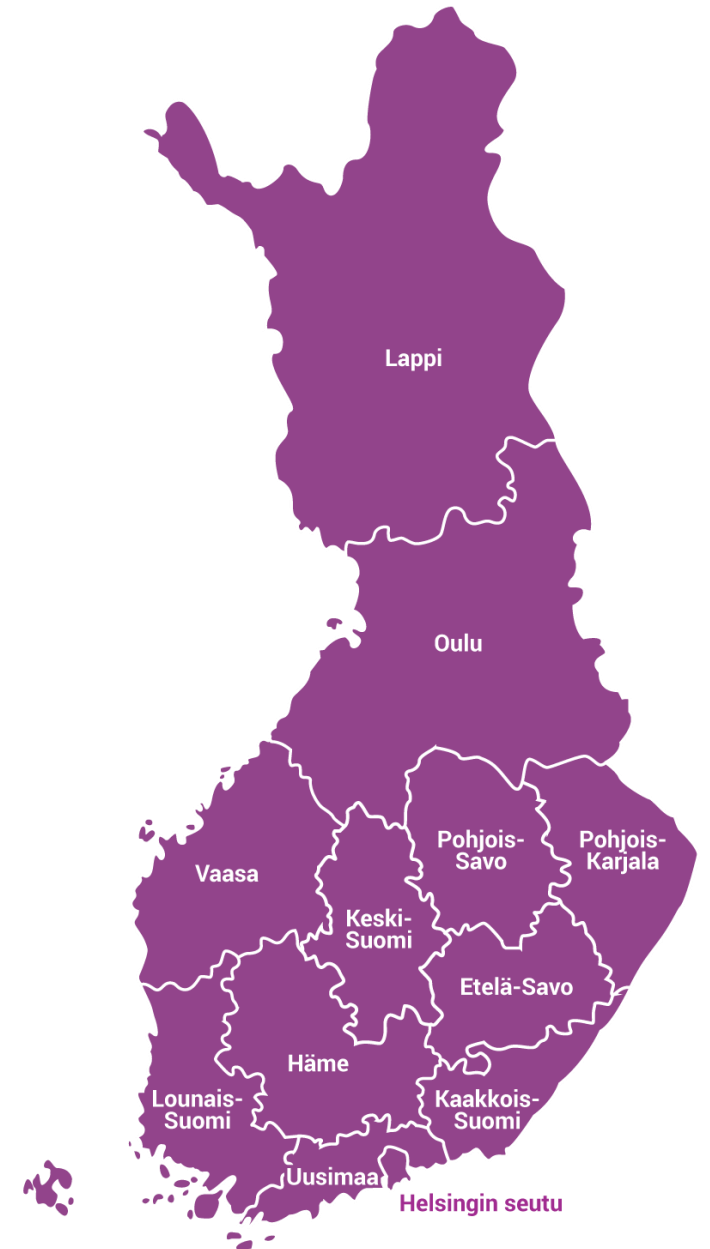 Lappi
Oulu
Pohjois-
Savo
Pohjois-
Karjala
Vaasa
Keski-
Suomi
Etelä-Savo
Häme
Lounais-
Suomi
Kaakkois-
Suomi
Uusimaa
Helsingin seutu